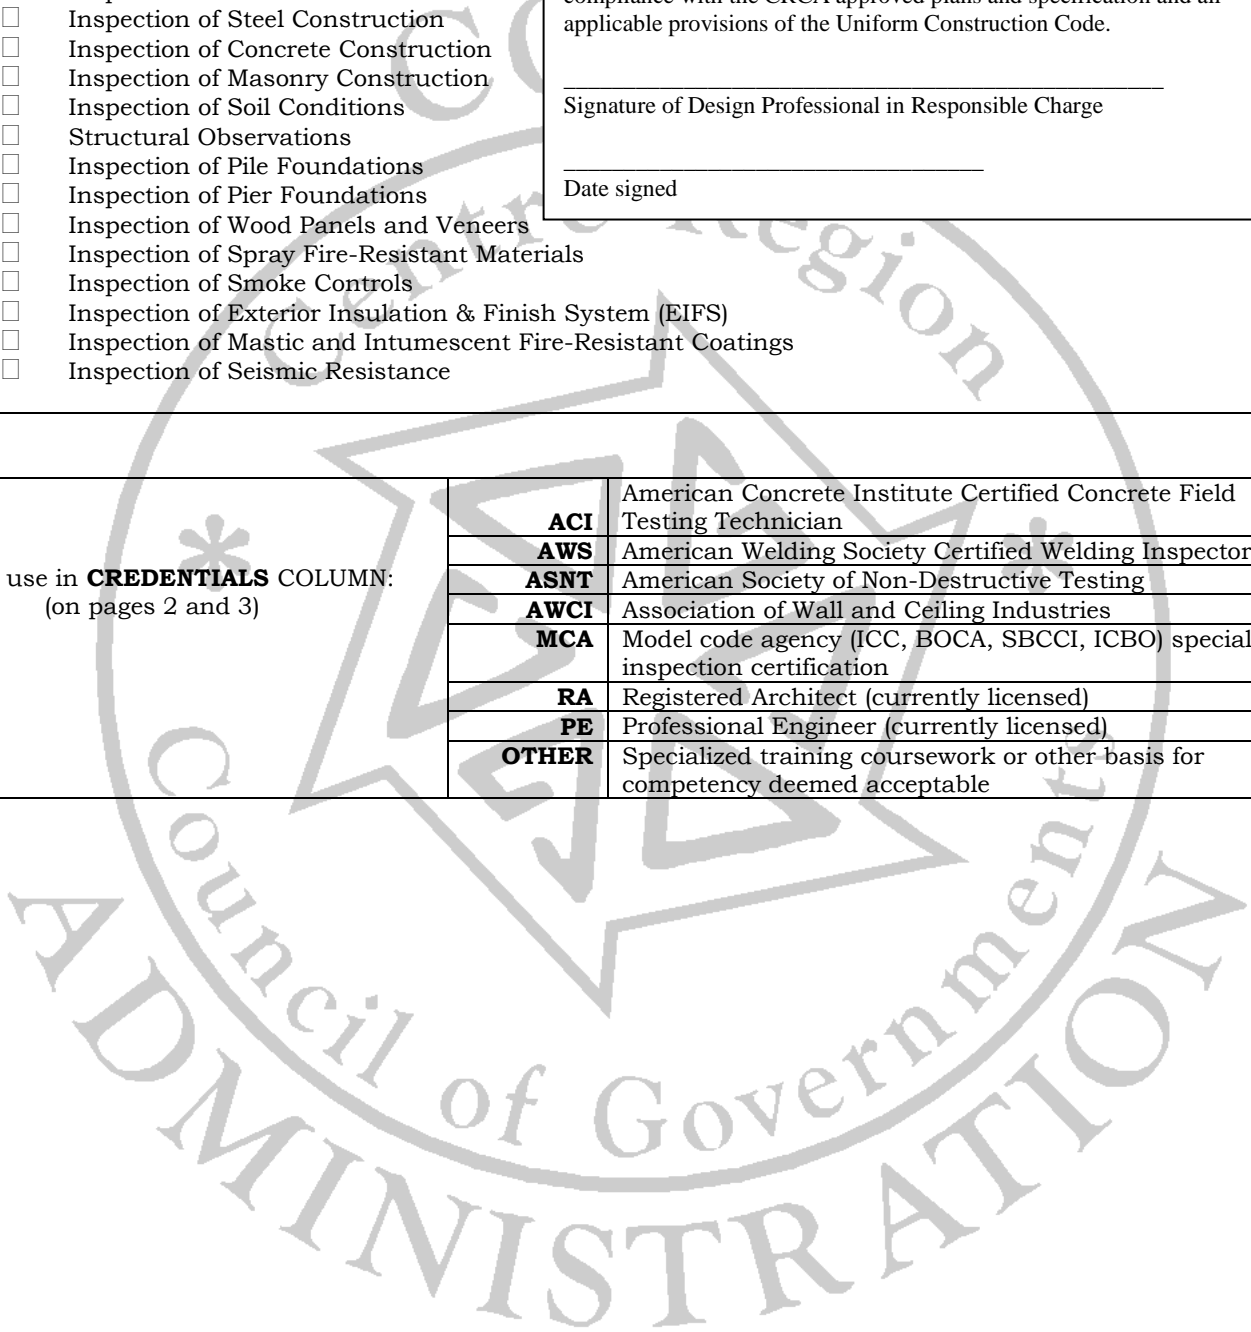 Inspection of Steel Construction
Inspection of Concrete Construction
Inspection of Masonry Construction
Inspection of Soil Conditions
Structural Observations
Inspection of Pile Foundations
Inspection of Pier Foundations
Inspection of Wood Panels and Veneers
Inspection of Spray Fire-Resistant Materials
Inspection of Smoke Controls
Inspection of Exterior Insulation & Finish System (EIFS)
Inspection of Mastic and Intumescent Fire-Resistant Coatings
Inspection of Seismic Resistance
compliance with the CRCA approved plans and specification and all
applicable provisions of the Uniform Construction Code.
Signature of Design Professional in Responsible Charge
Date signed
use in CREDENTIALS COLUMN:
(on pages 2 and 3)
ACI American Concrete Institute Certified Concrete Field
Testing Technician
AWS American Welding Society Certified Welding Inspector
ASNT American Society of Non-Destructive Testing
AWCI Association of Wall and Ceiling Industries
MCA Model code agency (ICC, BOCA, SBCCI, ICBO) special
inspection certification
RA Registered Architect (currently licensed)
PE Professional Engineer (currently licensed)
OTHER Specialized training coursework or other basis for
competency deemed acceptable
Centre Region
Council of Governments
ADMINISTRATION